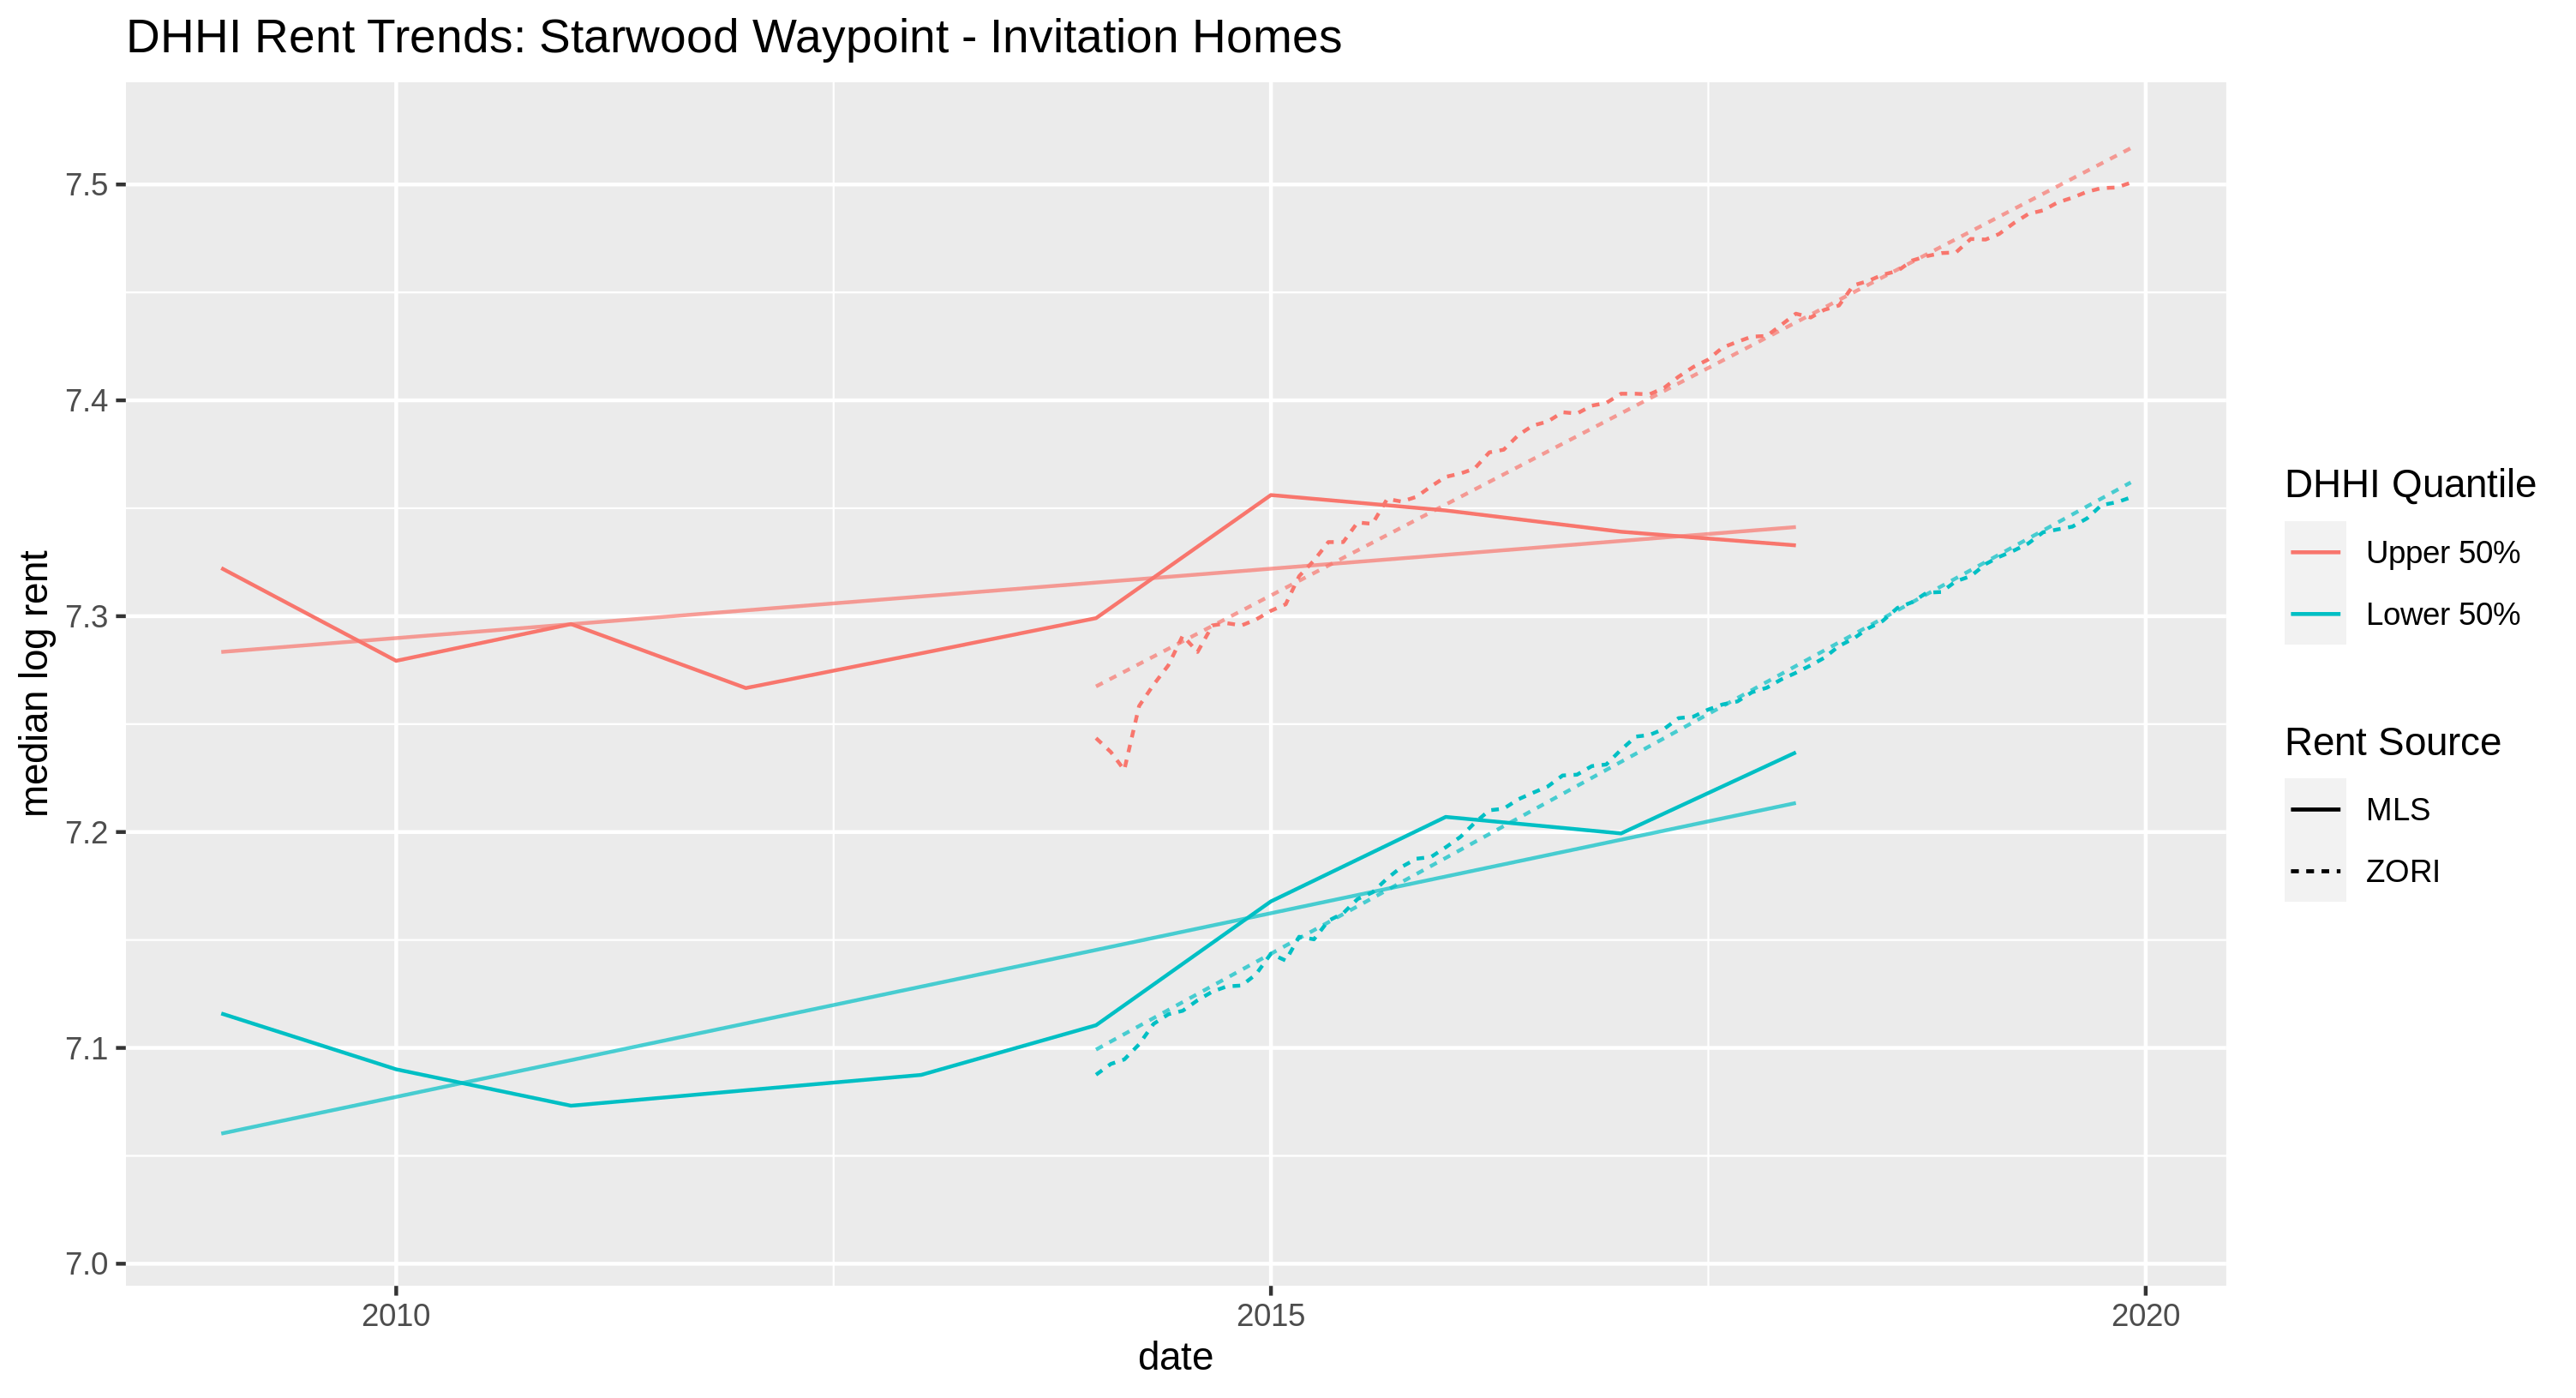 DHHI Rent Trends: Starwood Waypoint - Invitation Homes
median log rent
7.5
7.4
7.3
7.2
7.1
7.0
2010
2015
2020
date
DHHI Quantile
Upper 50%
Lower 50%
Rent Source
MLS
ZORI